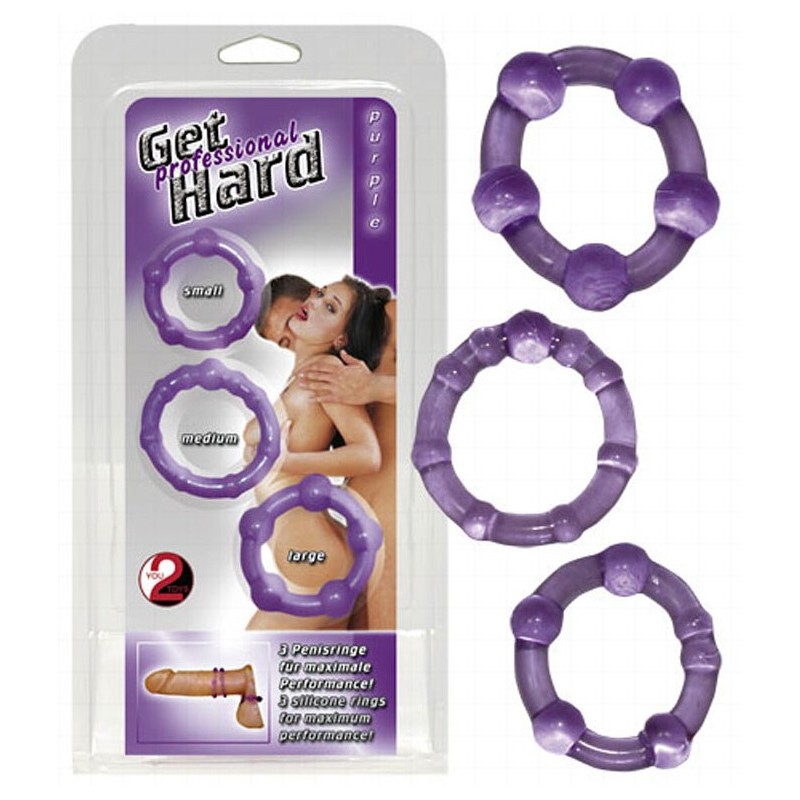 Get
professional
Hard
purple
small
medium
large
YOU
2
TOYS
3 Penisringe
für maximale
Performance!
3 silicone rings
for maximum
performance!